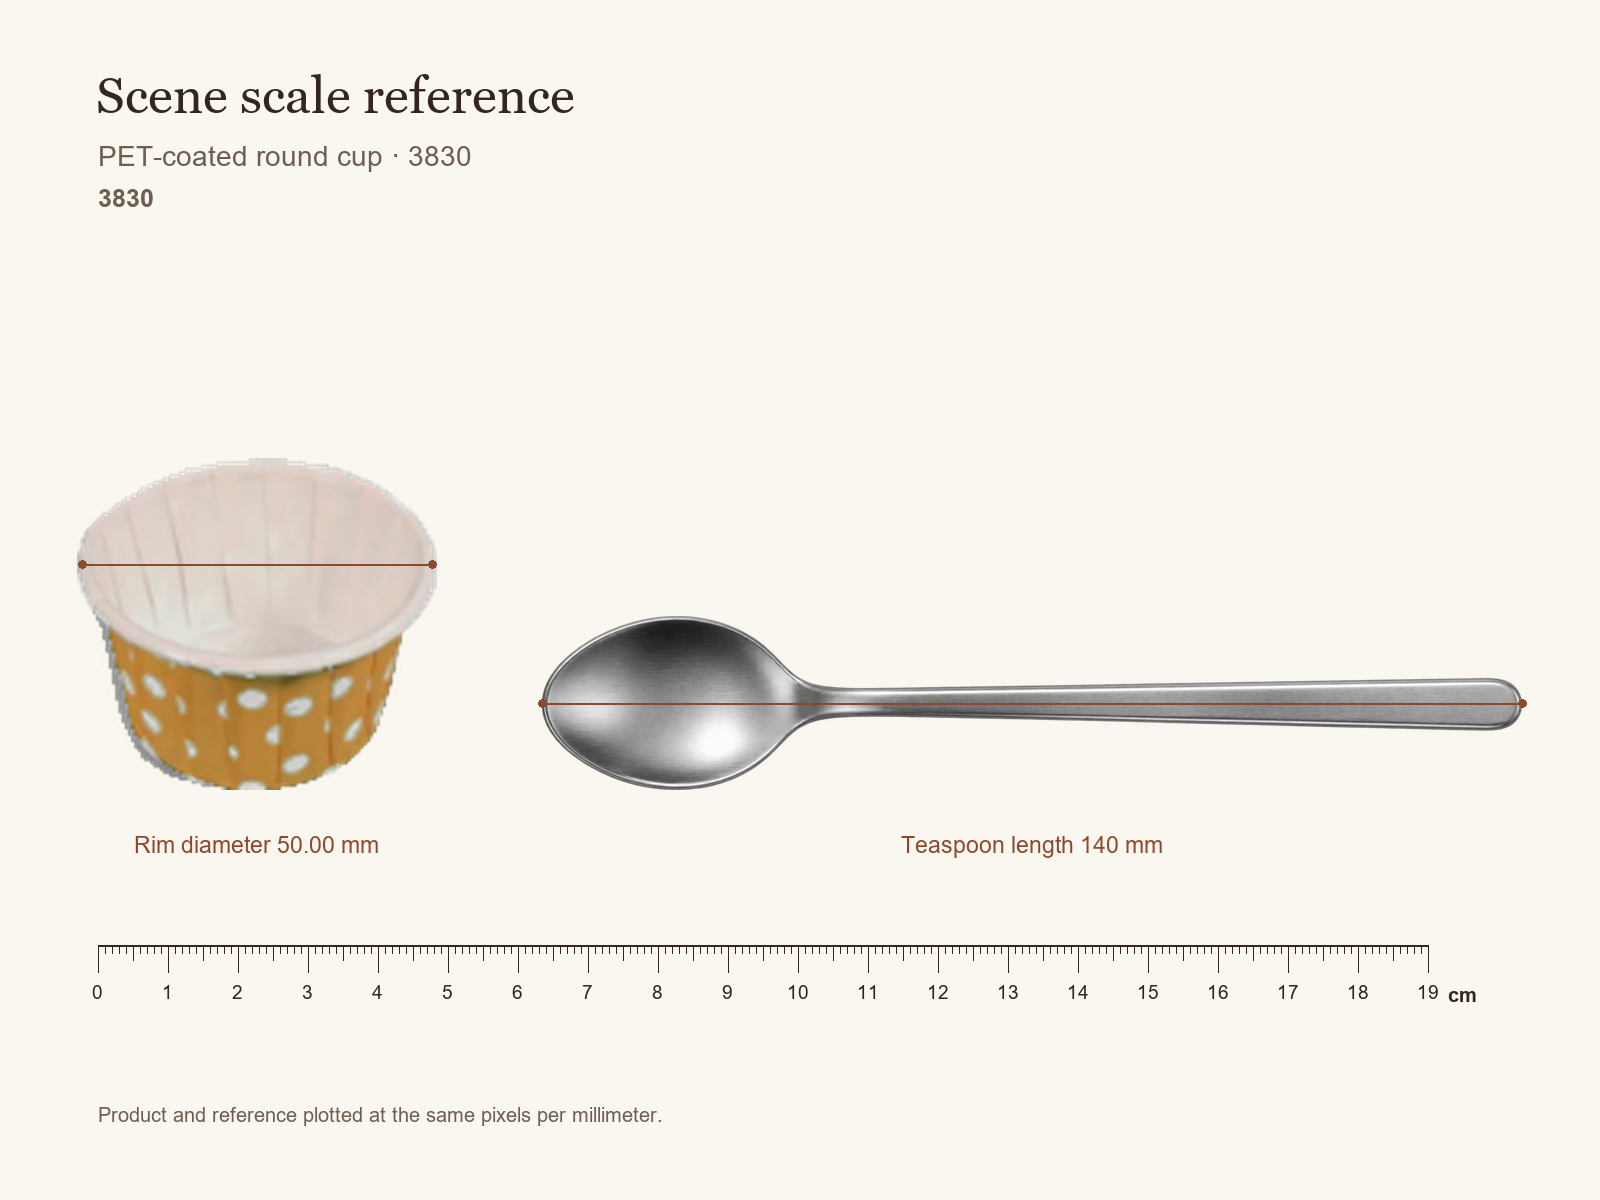 Scene scale reference
PET-coated round cup · 3830
3830
Rim diameter 50.00 mm
Teaspoon length 140 mm
0 1 2 3 4 5 6 7 8 9 10 11 12 13 14 15 16 17 18 19 cm
Product and reference plotted at the same pixels per millimeter.